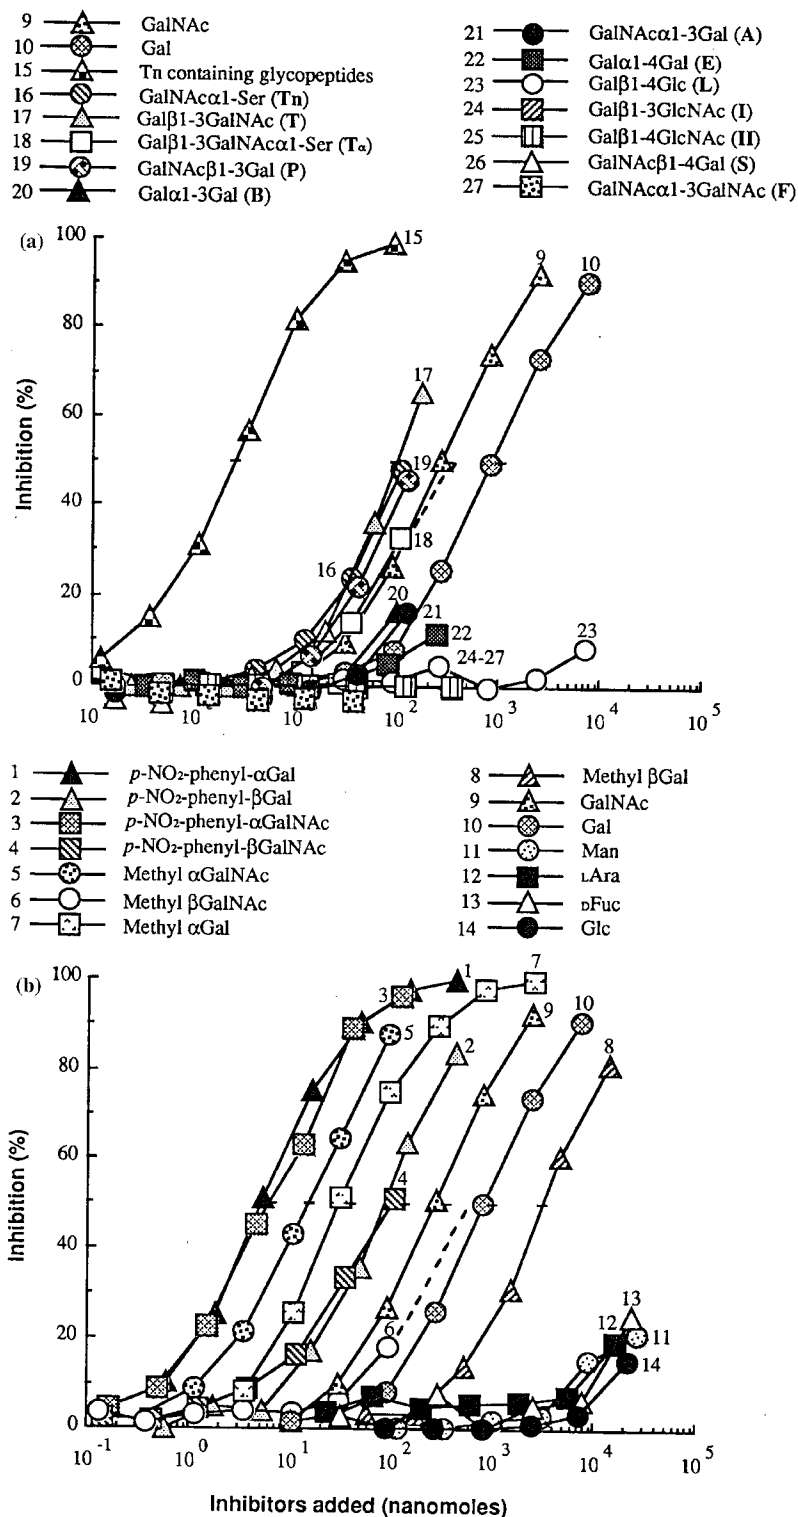 9 GalNAc
10 Gal
15 Tn containing glycopeptides
16 GalNAcα1-Ser (Tn)
17 Galβ1-3GalNAc (T)
18 Galβ1-3GalNAcα1-Ser (Tα)
19 GalNAcβ1-3Gal (P)
20 Galα1-3Gal (B)
21 GalNAcα1-3Gal (A)
22 Galα1-4Gal (E)
23 Galβ1-4Glc (L)
24 Galβ1-3GlcNAc (I)
25 Galβ1-4GlcNAc (II)
26 GalNAcβ1-4Gal (S)
27 GalNAcα1-3GalNAc (F)
(a)
Inhibition (%)
100
80
60
40
20
0
15
9
10
17
19
18
16
20
21
22
24-27
23
10
10
10
10²
10³
10⁴
10⁵
1 p-NO₂-phenyl-αGal
2 p-NO₂-phenyl-βGal
3 p-NO₂-phenyl-αGalNAc
4 p-NO₂-phenyl-βGalNAc
5 Methyl αGalNAc
6 Methyl βGalNAc
7 Methyl αGal
8 Methyl βGal
9 GalNAc
10 Gal
11 Man
12 LAra
13 DFuc
14 Glc
(b)
Inhibition (%)
100
80
60
40
20
0
1
7
3
9
10
5
2
8
4
6
13
12
11
14
10⁻¹
10⁰
10¹
10²
10³
10⁴
10⁵
Inhibitors added (nanomoles)